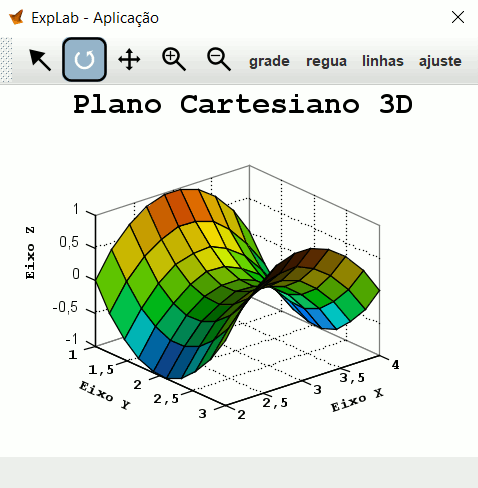 ExpLab - Aplicação
grade regua linhas ajuste
Plano Cartesiano 3D
Eixo Z
1
0,5
0
-0,5
-1
1
1,5
2
2,5
3
Eixo Y
2
2,5
3
3,5
4
Eixo X